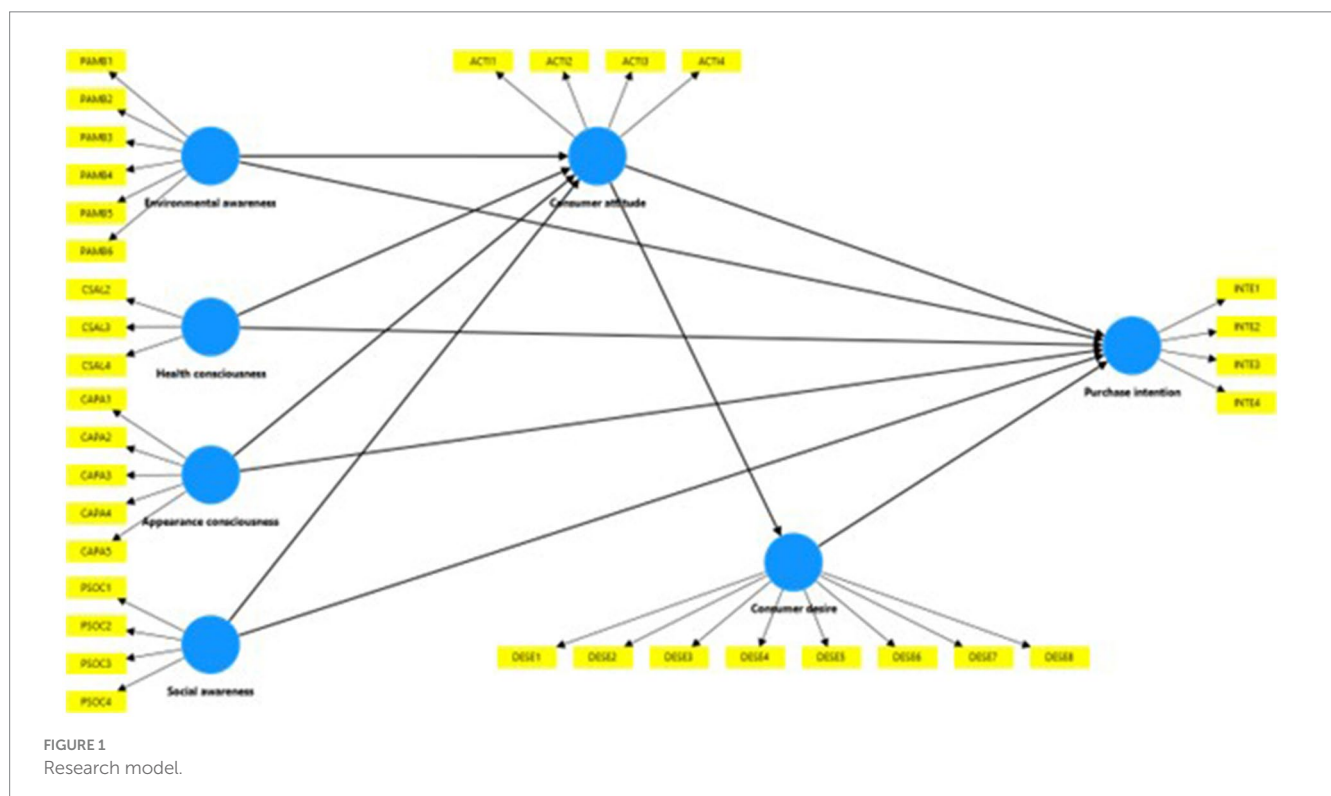 PAMB1
PAMB2
PAMB3
PAMB4
PAMB5
PAMB6
Environmental awareness
CSAL2
CSAL3
CSAL4
Health consciousness
CAPA1
CAPA2
CAPA3
CAPA4
CAPA5
Appearance consciousness
PSOC1
PSOC2
PSOC3
PSOC4
Social awareness
ACTI1 ACTI2 ACTI3 ACTI4
Consumer attitude
INTE1
INTE2
INTE3
INTE4
Purchase intention
Consumer desire
DESE1 DESE2 DESE3 DESE4 DESE5 DESE6 DESE7 DESE8
FIGURE 1
Research model.